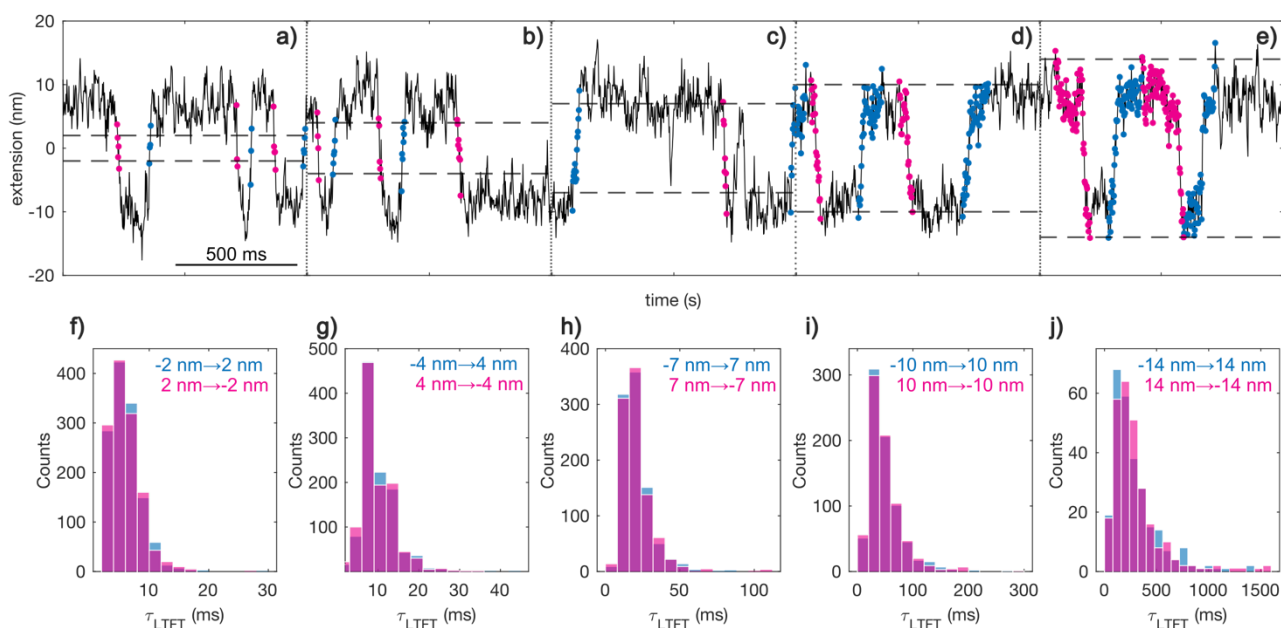 20
10
0
-10
-20
extension (nm)
a)
b)
c)
d)
e)
500 ms
time (s)
f)
g)
h)
i)
j)
-2 nm→2 nm
2 nm→-2 nm
400
300
200
100
0
10
20
30
Counts
τLTFT (ms)
-4 nm→4 nm
4 nm→-4 nm
500
400
300
200
100
10
20
30
40
Counts
τLTFT (ms)
-7 nm→7 nm
7 nm→-7 nm
400
300
200
100
0
0
50
100
Counts
τLTFT (ms)
-10 nm→10 nm
10 nm→-10 nm
300
200
100
0
0
100
200
300
Counts
τLTFT (ms)
-14 nm→14 nm
14 nm→-14 nm
60
40
20
0
0
500
1000
1500
Counts
τLTFT (ms)